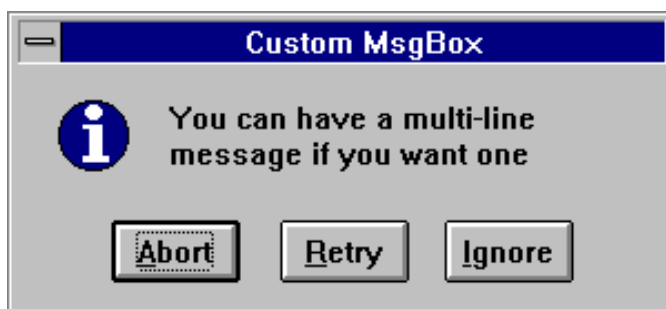 Custom MsgBox
You can have a multi-line
message if you want one
Abort Retry Ignore